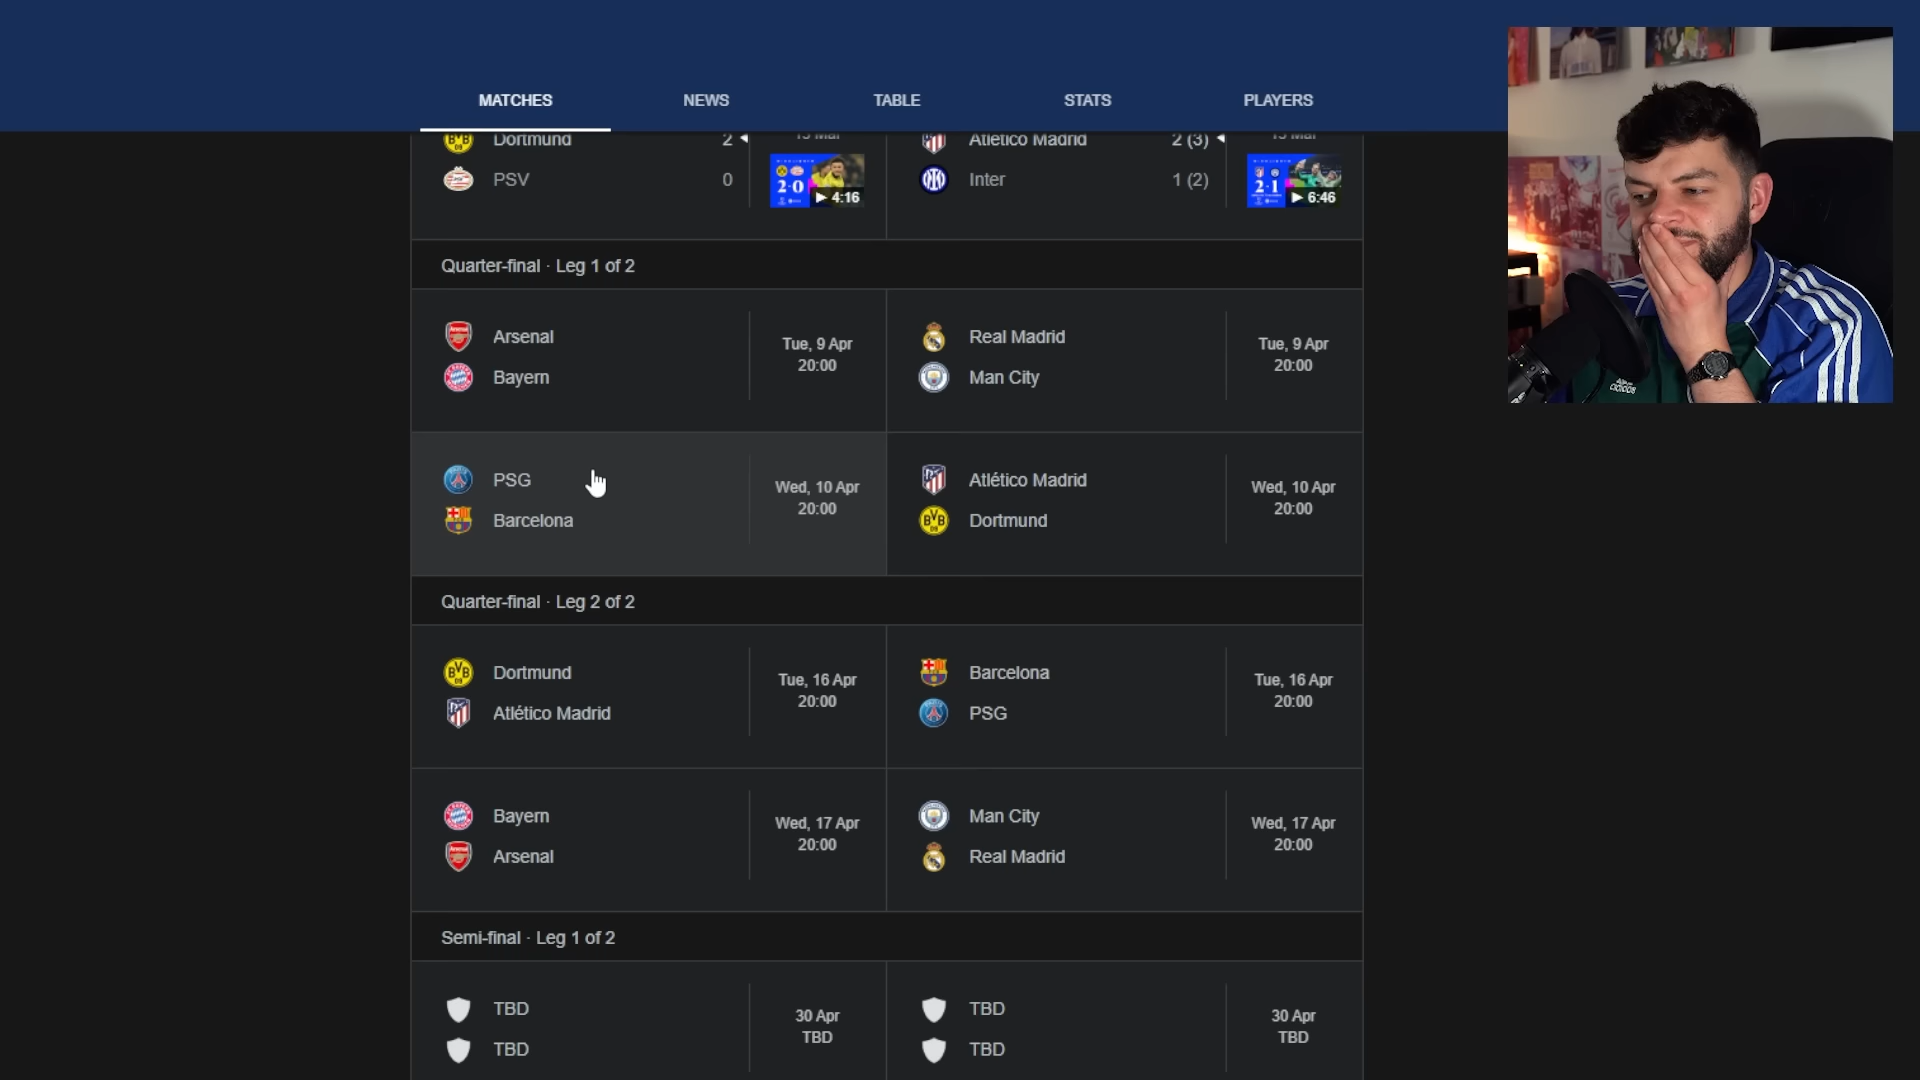 MATCHES NEWS TABLE STATS PLAYERS
Dortmund 2
13 Mar
PSV 0
2-0
4:16
Atlético Madrid 2 (3)
13 Mar
Inter 1 (2)
2-1
6:46
Quarter-final · Leg 1 of 2
Arsenal
Bayern
Tue, 9 Apr
20:00
Real Madrid
Man City
Tue, 9 Apr
20:00
PSG
Barcelona
Wed, 10 Apr
20:00
Atlético Madrid
Dortmund
Wed, 10 Apr
20:00
Quarter-final · Leg 2 of 2
Dortmund
Atlético Madrid
Tue, 16 Apr
20:00
Barcelona
PSG
Tue, 16 Apr
20:00
Bayern
Arsenal
Wed, 17 Apr
20:00
Man City
Real Madrid
Wed, 17 Apr
20:00
Semi-final · Leg 1 of 2
TBD
TBD
30 Apr
TBD
TBD
TBD
30 Apr
TBD
adidas